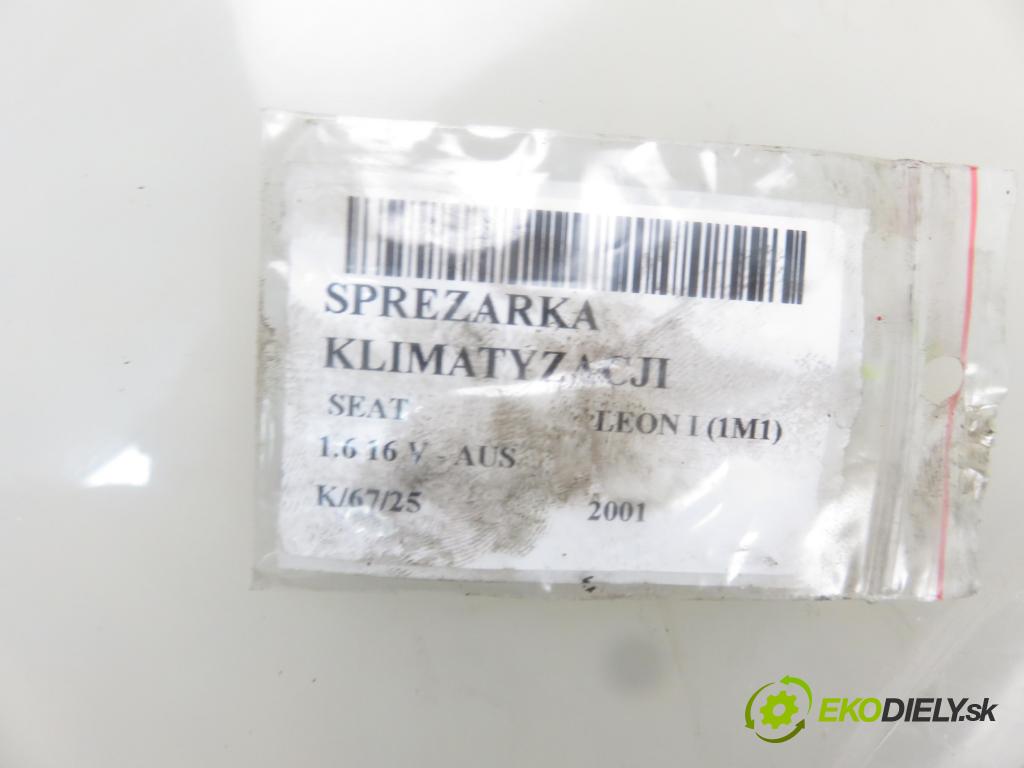 SPREZARKA
KLIMATYZACJI
SEAT LEON I (1M1)
1.6 16 V - AUS
K/67/25 2001
EKODIELY.sk